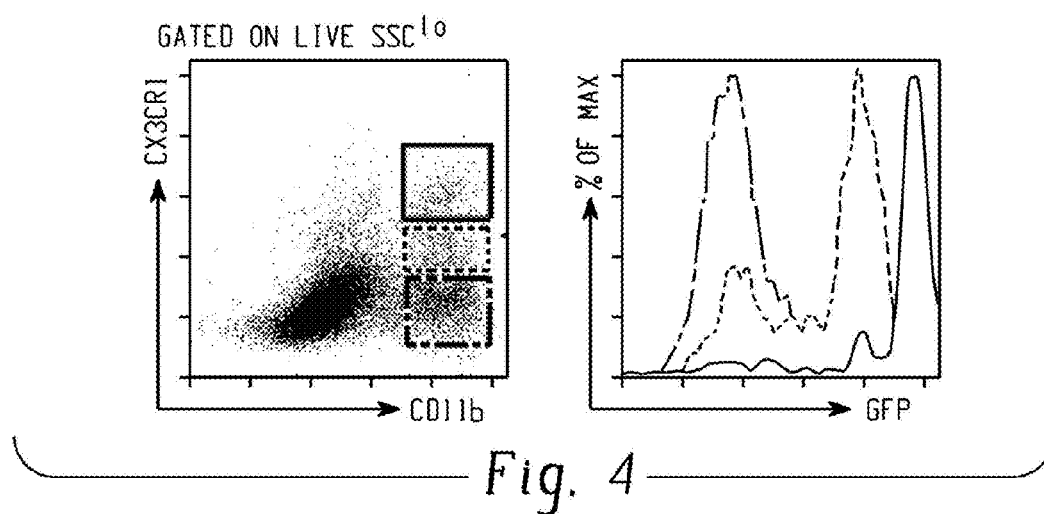 GATED ON LIVE SSC^lo
CX3CR1
CD11b
% OF MAX
GFP
Fig. 4